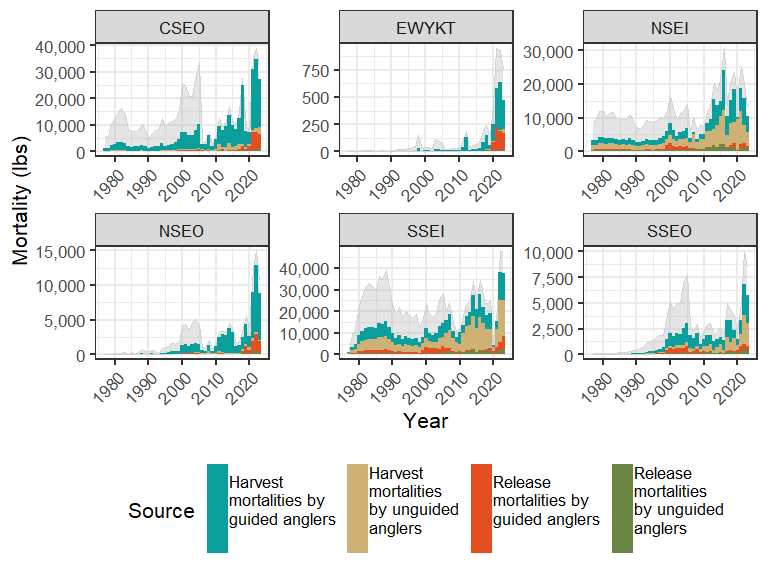 CSEO
EWYKT
NSEI
40,000
30,000
20,000
10,000
0
750
500
250
0
30,000
20,000
10,000
0
1980
1990
2000
2010
2020
1980
1990
2000
2010
2020
1980
1990
2000
2010
2020
Mortality (lbs)
NSEO
SSEI
SSEO
15,000
10,000
5,000
0
40,000
30,000
20,000
10,000
0
10,000
7,500
5,000
2,500
0
1980
1990
2000
2010
2020
1980
1990
2000
2010
2020
1980
1990
2000
2010
2020
Year
Source
Harvest
mortalities by
guided anglers
Harvest
mortalities
by unguided
anglers
Release
mortalities by
guided anglers
Release
mortalities
by unguided
anglers